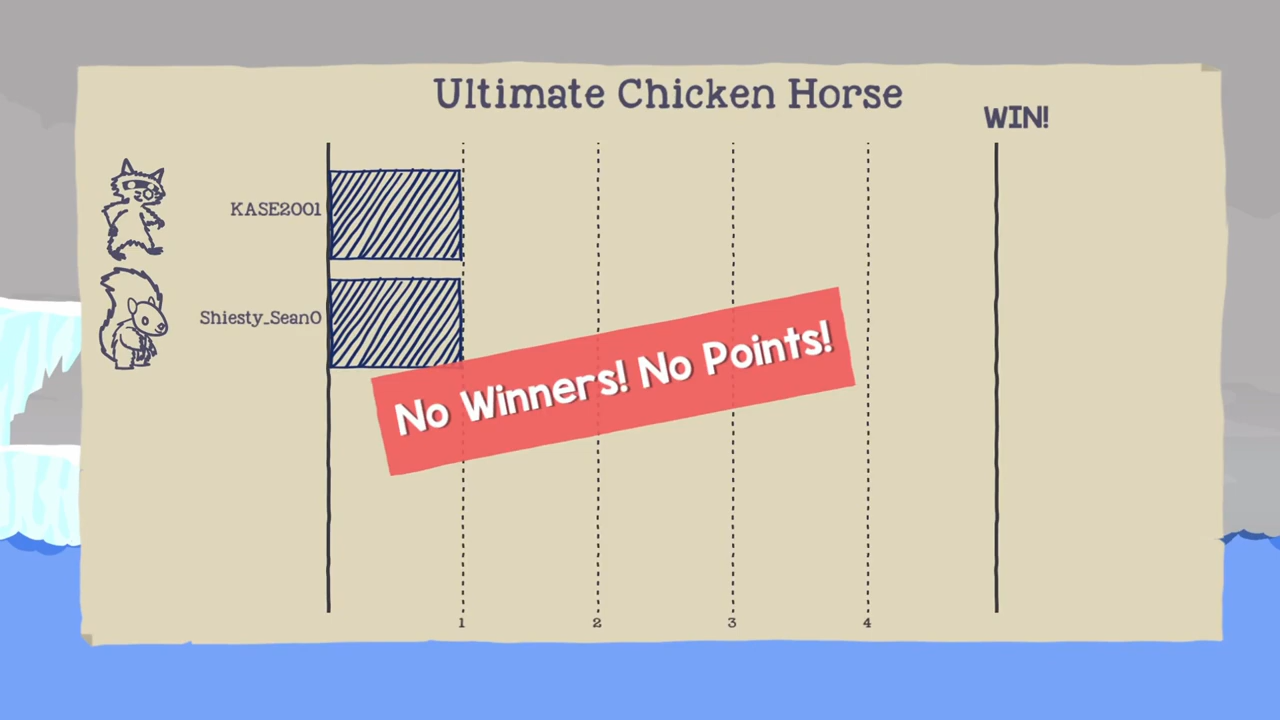 Ultimate Chicken Horse
WIN!
KASE2001
Shiesty_Sean0
No Winners! No Points!
1 2 3 4